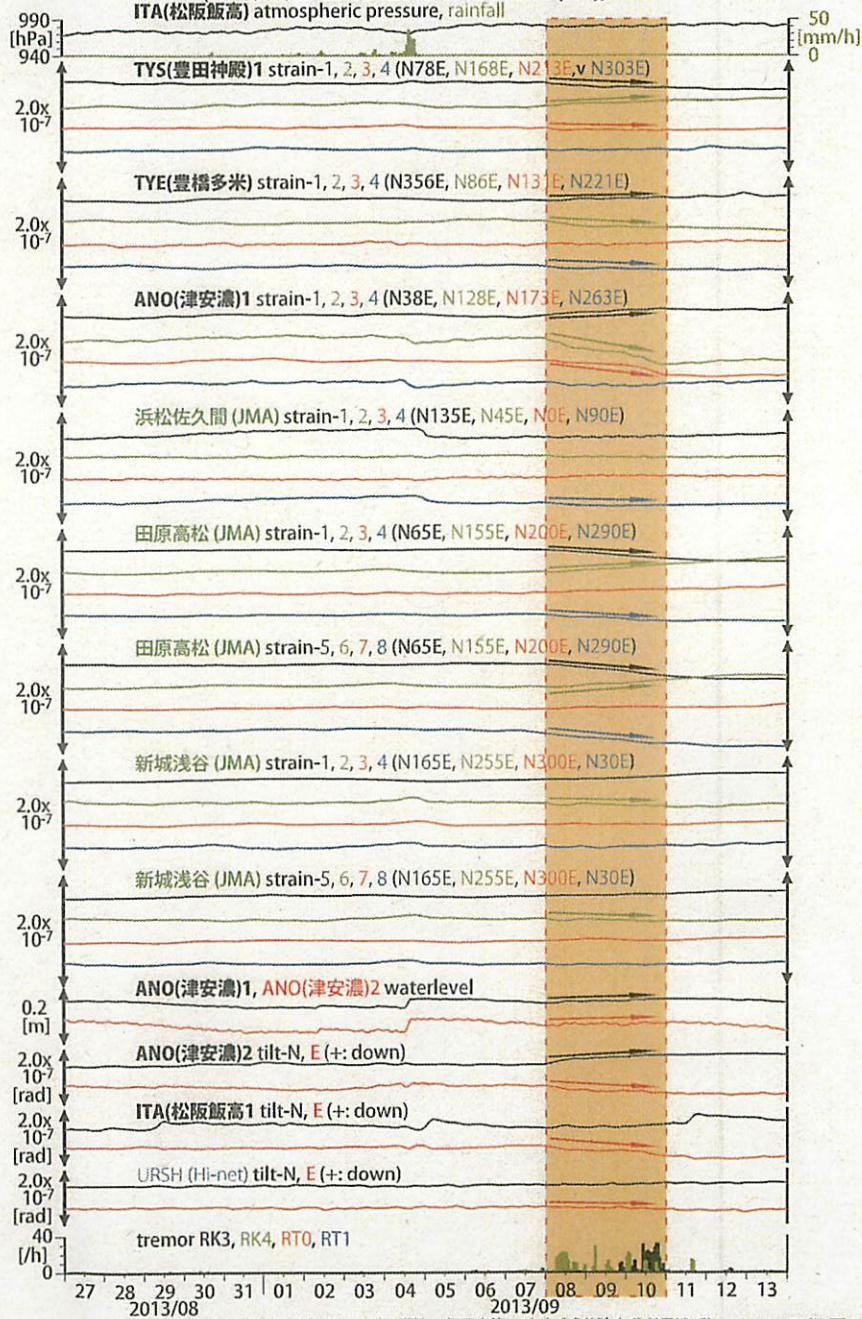 ITA(松阪飯高) atmospheric pressure, rainfall
990
[hPa]
940
50
[mm/h]
0
TYS(豊田神殿)1 strain-1, 2, 3, 4 (N78E, N168E, N213E,v N303E)
2.0x
10-7
TYE(豊橋多米) strain-1, 2, 3, 4 (N356E, N86E, N131E, N221E)
2.0x
10-7
ANO(津安濃)1 strain-1, 2, 3, 4 (N38E, N128E, N173E, N263E)
2.0x
10-7
浜松佐久間 (JMA) strain-1, 2, 3, 4 (N135E, N45E, N0E, N90E)
2.0x
10-7
田原高松 (JMA) strain-1, 2, 3, 4 (N65E, N155E, N200E, N290E)
2.0x
10-7
田原高松 (JMA) strain-5, 6, 7, 8 (N65E, N155E, N200E, N290E)
2.0x
10-7
新城浅谷 (JMA) strain-1, 2, 3, 4 (N165E, N255E, N300E, N30E)
2.0x
10-7
新城浅谷 (JMA) strain-5, 6, 7, 8 (N165E, N255E, N300E, N30E)
2.0x
10-7
ANO(津安濃)1, ANO(津安濃)2 waterlevel
0.2
[m]
ANO(津安濃)2 tilt-N, E (+: down)
2.0x
10-7
[rad]
ITA(松阪飯高1 tilt-N, E (+: down)
2.0x
10-7
[rad]
URSH (Hi-net) tilt-N, E (+: down)
2.0x
10-7
[rad]
tremor RK3, RK4, RT0, RT1
40
[/h]
0
27 28 29 30 31 01 02 03 04 05 06 07 08 09 10 11 12 13
2013/08 2013/09